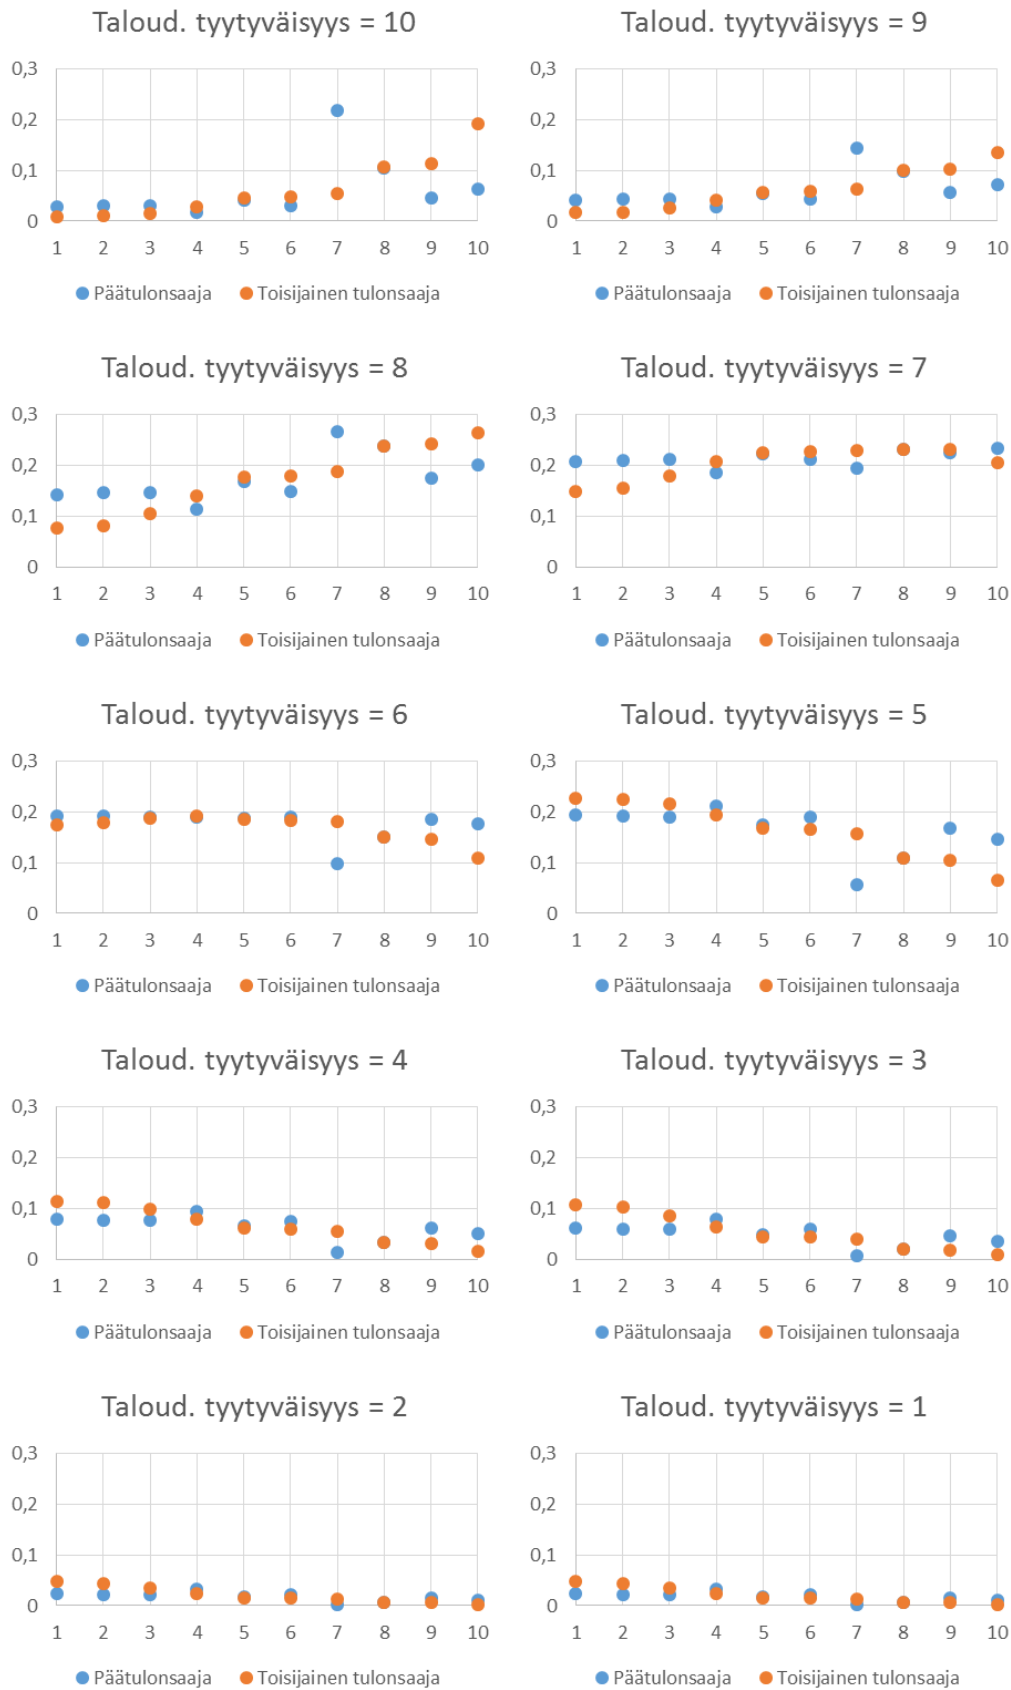 Taloud. tyytyväisyys = 10
0,3
0,2
0,1
0
1 2 3 4 5 6 7 8 9 10
Päätulonsaaja Toisijainen tulonsaaja
Taloud. tyytyväisyys = 9
0,3
0,2
0,1
0
1 2 3 4 5 6 7 8 9 10
Päätulonsaaja Toisijainen tulonsaaja
Taloud. tyytyväisyys = 8
0,3
0,2
0,1
0
1 2 3 4 5 6 7 8 9 10
Päätulonsaaja Toisijainen tulonsaaja
Taloud. tyytyväisyys = 7
0,3
0,2
0,1
0
1 2 3 4 5 6 7 8 9 10
Päätulonsaaja Toisijainen tulonsaaja
Taloud. tyytyväisyys = 6
0,3
0,2
0,1
0
1 2 3 4 5 6 7 8 9 10
Päätulonsaaja Toisijainen tulonsaaja
Taloud. tyytyväisyys = 5
0,3
0,2
0,1
0
1 2 3 4 5 6 7 8 9 10
Päätulonsaaja Toisijainen tulonsaaja
Taloud. tyytyväisyys = 4
0,3
0,2
0,1
0
1 2 3 4 5 6 7 8 9 10
Päätulonsaaja Toisijainen tulonsaaja
Taloud. tyytyväisyys = 3
0,3
0,2
0,1
0
1 2 3 4 5 6 7 8 9 10
Päätulonsaaja Toisijainen tulonsaaja
Taloud. tyytyväisyys = 2
0,3
0,2
0,1
0
1 2 3 4 5 6 7 8 9 10
Päätulonsaaja Toisijainen tulonsaaja
Taloud. tyytyväisyys = 1
0,3
0,2
0,1
0
1 2 3 4 5 6 7 8 9 10
Päätulonsaaja Toisijainen tulonsaaja